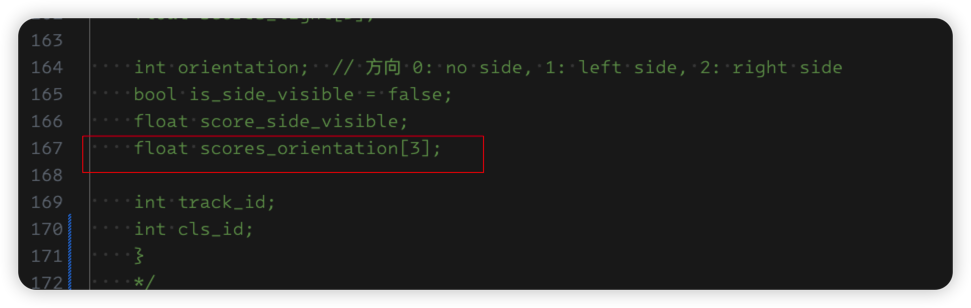 163
164 int orientation; // 方向 0: no side, 1: left side, 2: right side
165 bool is_side_visible = false;
166 float score_side_visible;
167 float scores_orientation[3];
168
169 int track_id;
170 int cls_id;
171 }
172 */